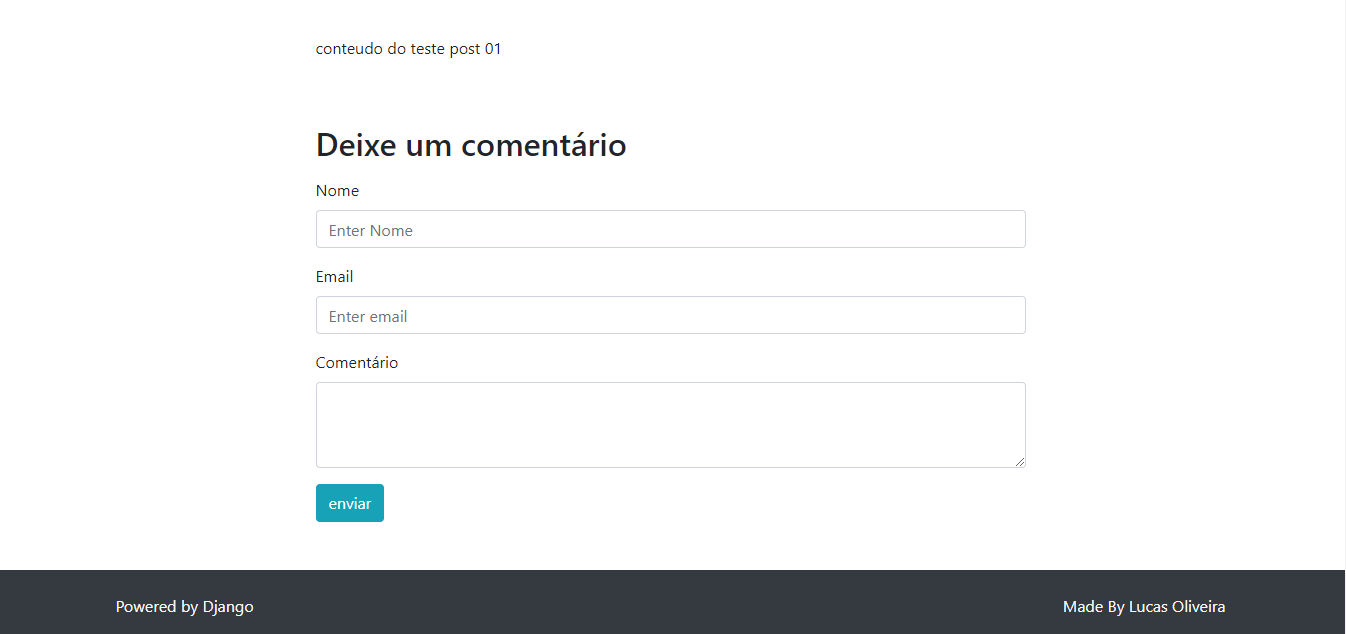 conteudo do teste post 01
Deixe um comentário
Nome
Enter Nome
Email
Enter email
Comentário
enviar
Powered by Django
Made By Lucas Oliveira